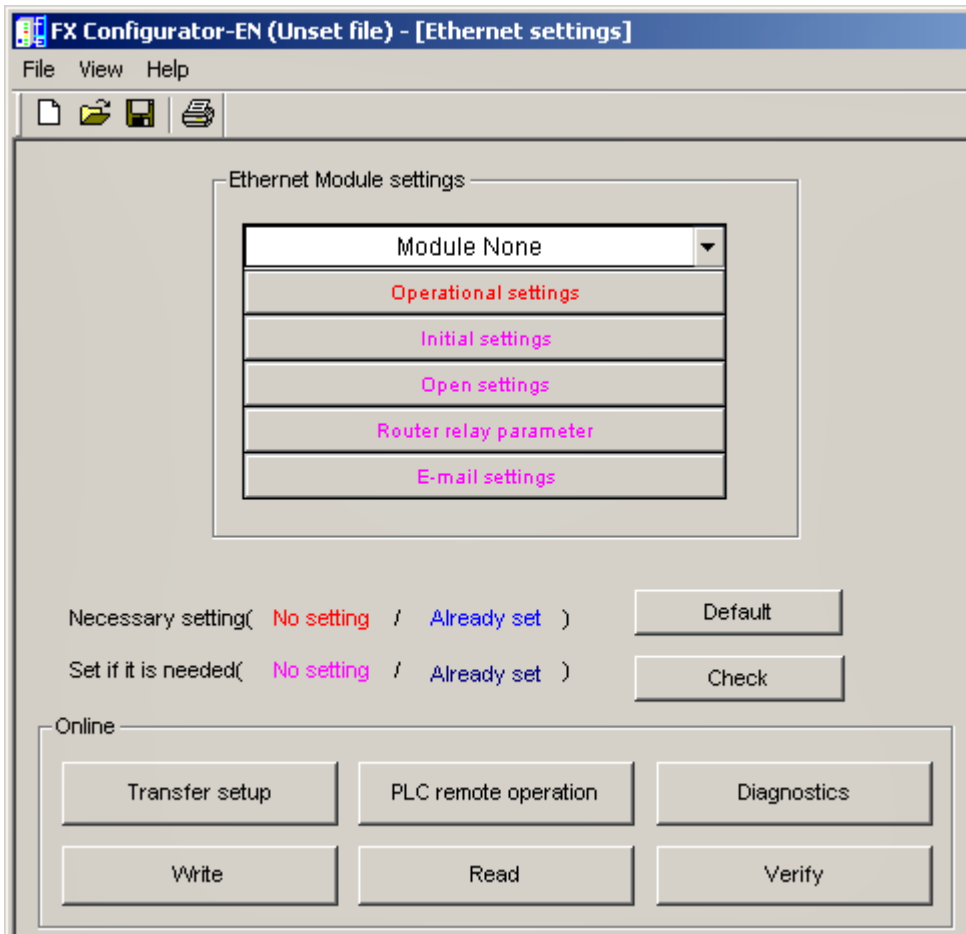 FX Configurator-EN (Unset file) - [Ethernet settings]
File View Help
Ethernet Module settings
Module None
Operational settings
Initial settings
Open settings
Router relay parameter
E-mail settings
Necessary setting( No setting / Already set ) Default
Set if it is needed( No setting / Already set ) Check
Online
Transfer setup PLC remote operation Diagnostics
Write Read Verify